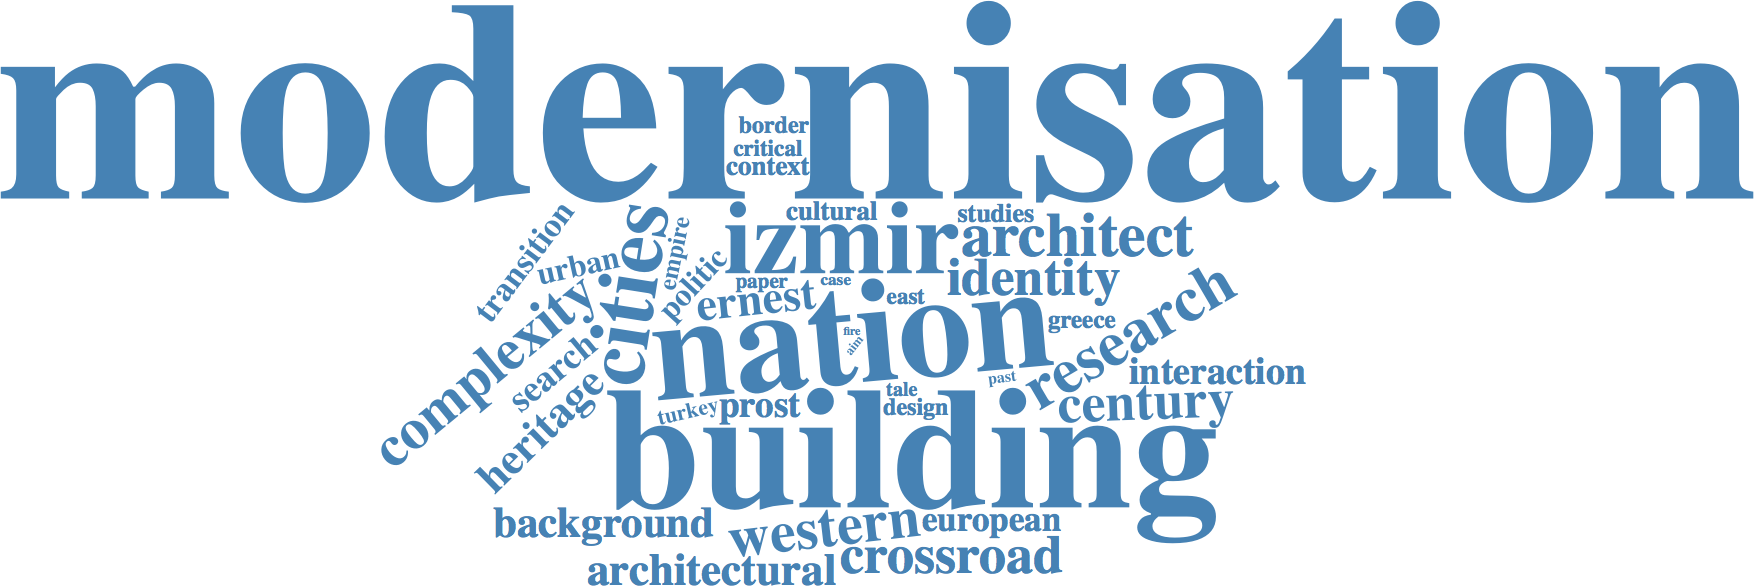 modernisation
border
critical
context
transition
urban
cities
empire
politic
izmir
cultural
studies
architect
identity
paper
case
ernest
east
nation
fire
aim
greece
research
complexity
search
heritage
interaction
century
past
tale
design
turkey
prost
building
background
western
european
architectural
crossroad